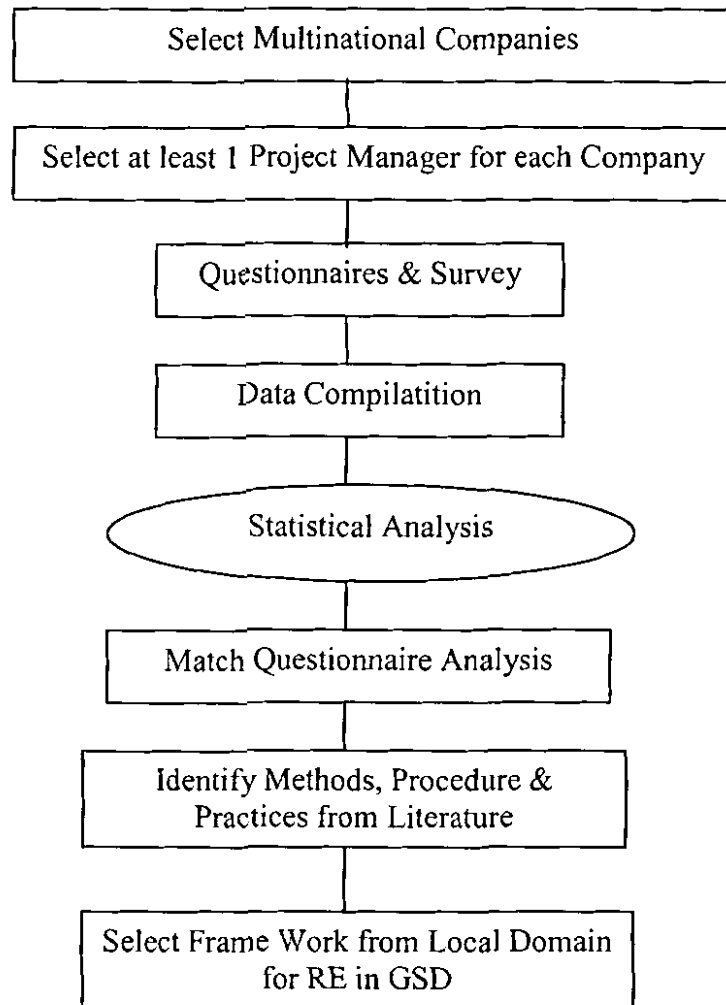 Select Multinational Companies
Select at least 1 Project Manager for each Company
Questionnaires & Survey
Data Compilatition
Statistical Analysis
Match Questionnaire Analysis
Identify Methods, Procedure &
Practices from Literature
Select Frame Work from Local Domain
for RE in GSD